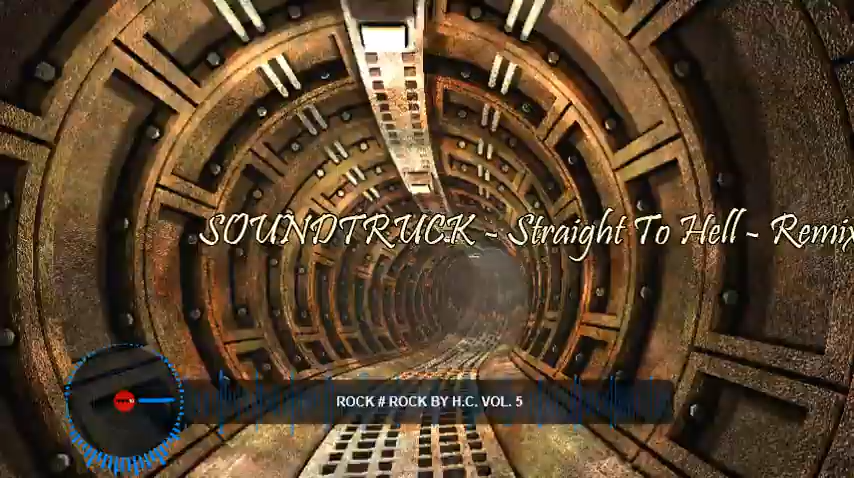 SOUNDTRUCK - Straight To Hell - Remix
ROCK # ROCK BY H.C. VOL. 5